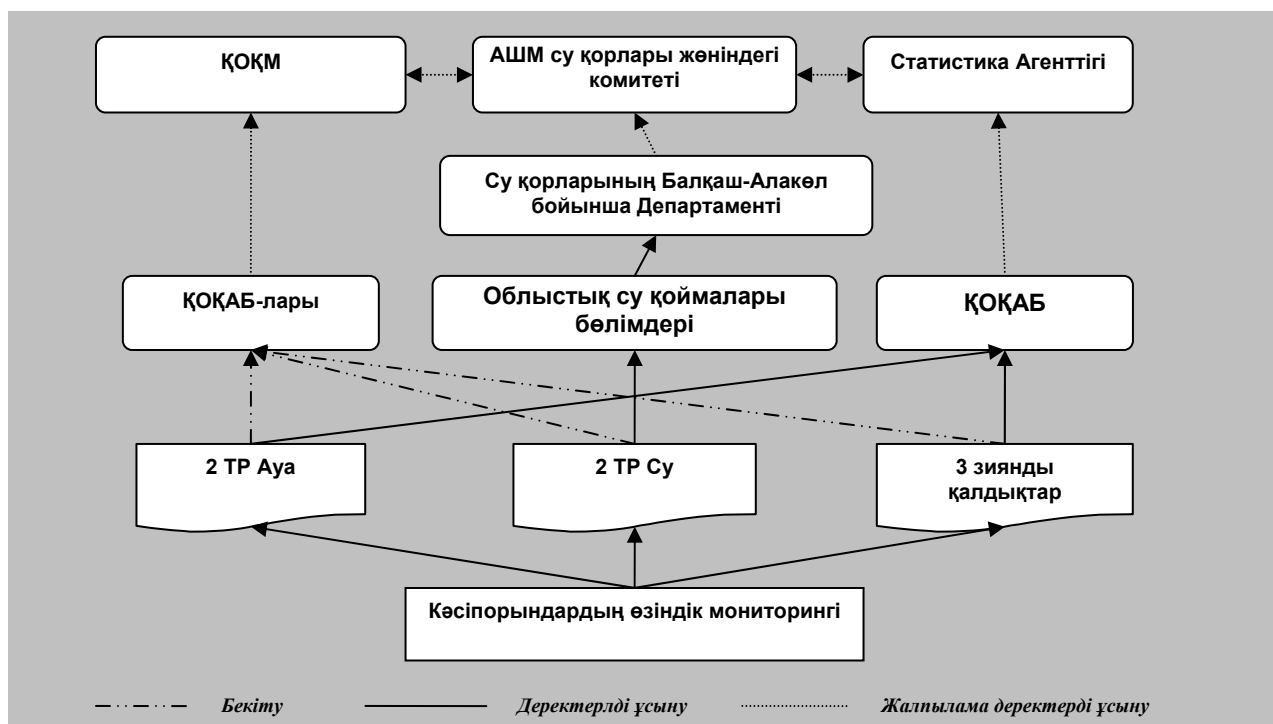 ҚОҚМ
АШМ су қорлары жөніндегі
комитеті
Статистика Агенттігі
Су қорларының Балқаш-Алакөл
бойынша Департаменті
ҚОҚАБ-лары
Облыстық су қоймалары
бөлімдері
ҚОҚАБ
2 ТР Ауа
2 ТР Су
3 зиянды
қалдықтар
Кәсіпорындардың өзіндік мониторингі
Бекіту
Деректерлді ұсыну
Жалпылама деректерді ұсыну